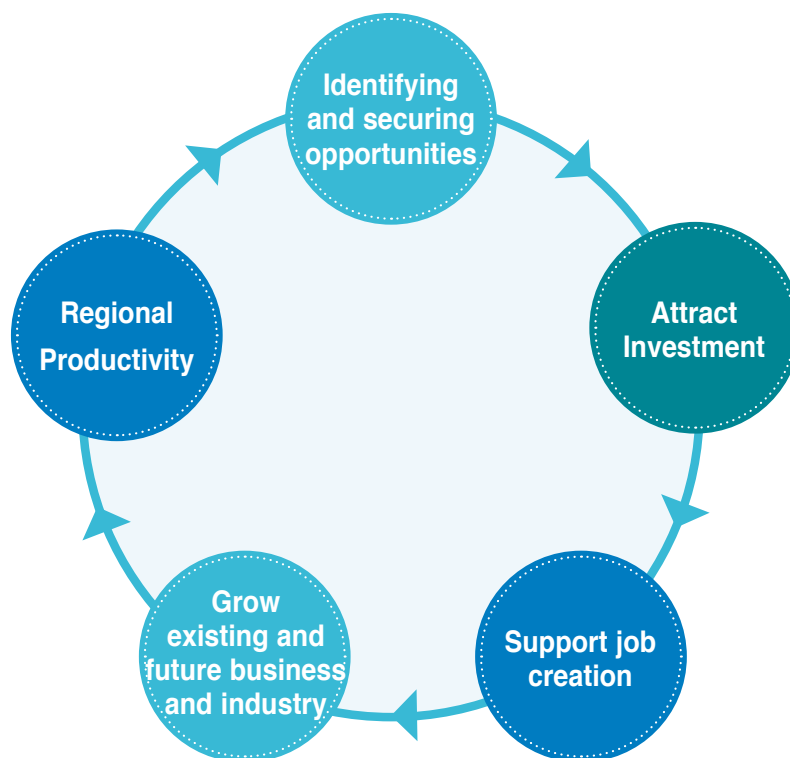 Identifying
and securing
opportunities
Attract
Investment
Support job
creation
Grow
existing and
future business
and industry
Regional
Productivity